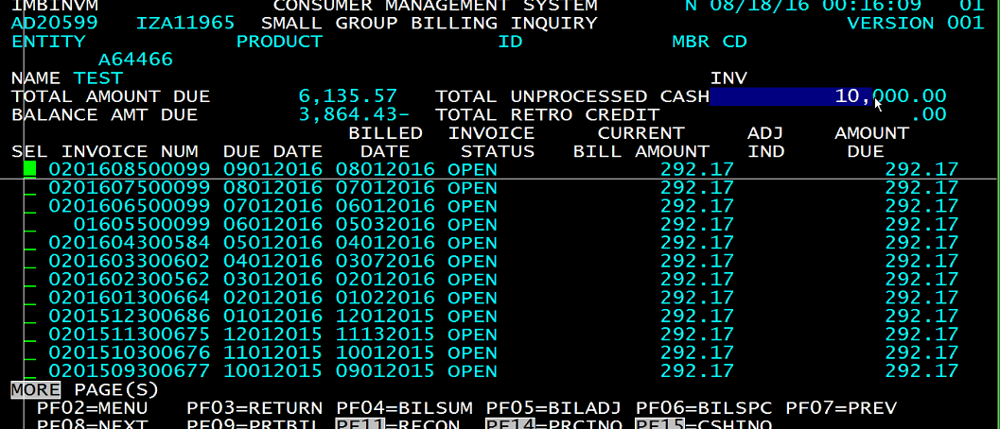 IMBINVM CONSUMER MANAGEMENT SYSTEM N 08/18/16 00:16:09 01
AD20599 IZA11965 SMALL GROUP BILLING INQUIRY VERSION 001
ENTITY PRODUCT ID MBR CD
A64466
NAME TEST INV
TOTAL AMOUNT DUE 6,135.57 TOTAL UNPROCESSED CASH 10,000.00
BALANCE AMT DUE 3,864.43- TOTAL RETRO CREDIT .00
BILLED INVOICE CURRENT ADJ AMOUNT
SEL INVOICE NUM DUE DATE DATE STATUS BILL AMOUNT IND DUE
0201608500099 09012016 08012016 OPEN 292.17 292.17
0201607500099 08012016 07012016 OPEN 292.17 292.17
0201606500099 07012016 06012016 OPEN 292.17 292.17
01605500099 06012016 05032016 OPEN 292.17 292.17
0201604300584 05012016 04012016 OPEN 292.17 292.17
0201603300602 04012016 03072016 OPEN 292.17 292.17
0201602300562 03012016 02012016 OPEN 292.17 292.17
0201601300664 02012016 01022016 OPEN 292.17 292.17
0201512300686 01012016 12012015 OPEN 292.17 292.17
0201511300675 12012015 11132015 OPEN 292.17 292.17
0201510300676 11012015 10012015 OPEN 292.17 292.17
0201509300677 10012015 09012015 OPEN 292.17 292.17
MORE PAGE(S)
PF02=MENU PF03=RETURN PF04=BILSUM PF05=BILADJ PF06=BILSPC PF07=PREV
PF08=NEXT PF09=PRTBIL PF11=RECON PF14=PRCINQ PF15=CSHINQ